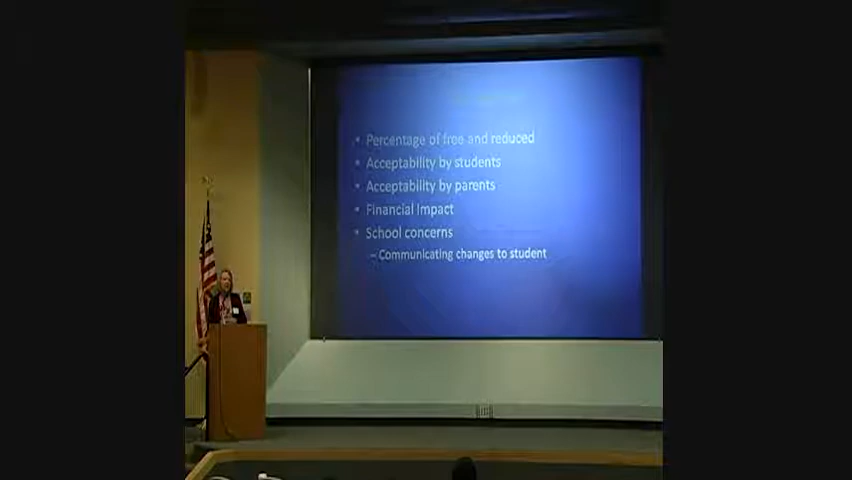 • Percentage of free and reduced
• Acceptability by students
• Acceptability by parents
• Financial Impact
• School concerns
– Communicating changes to student